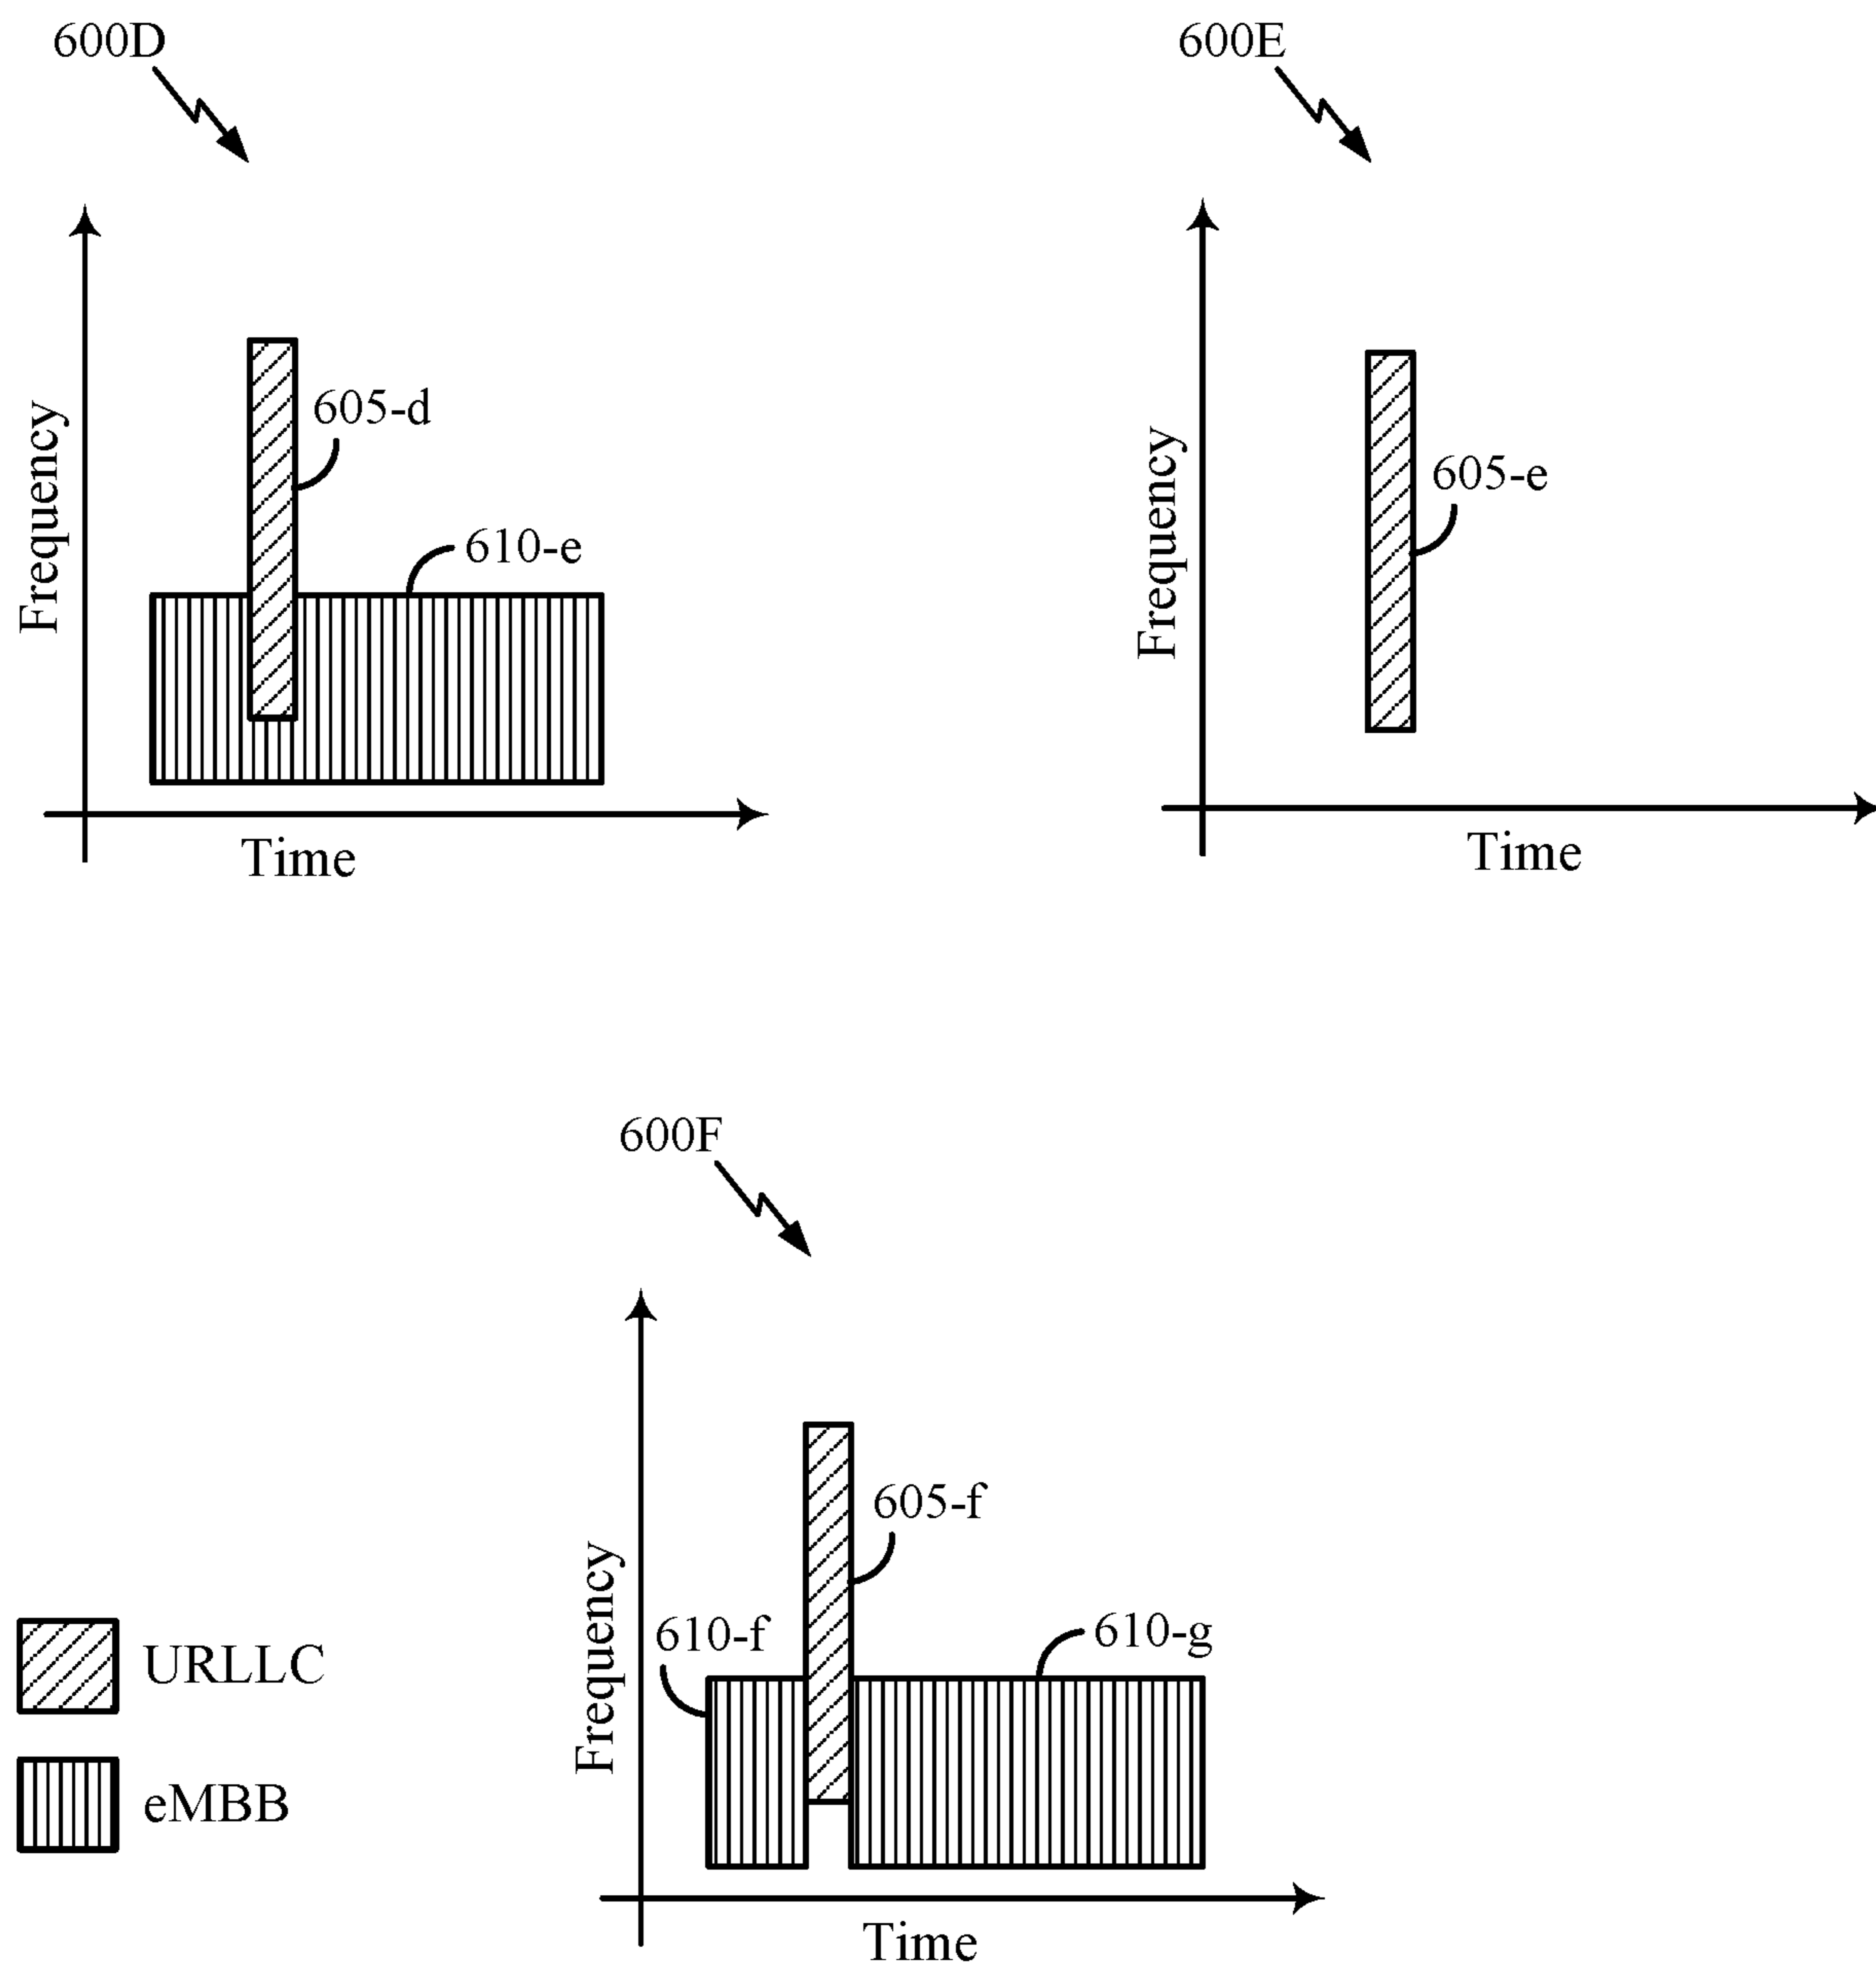 600D
600E
Frequency
605-d
610-e
Time
Frequency
605-e
Time
600F
Frequency
605-f
610-f
610-g
Time
URLLC
eMBB